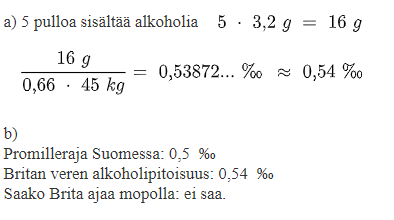 a) 5 pulloa sisältää alkoholia 5 · 3,2 g = 16 g
16 g
0,66 · 45 kg
= 0,53872... ‰ ≈ 0,54 ‰
b)
Promilleraja Suomessa: 0,5 ‰
Britan veren alkoholipitoisuus: 0,54 ‰
Saako Brita ajaa mopolla: ei saa.